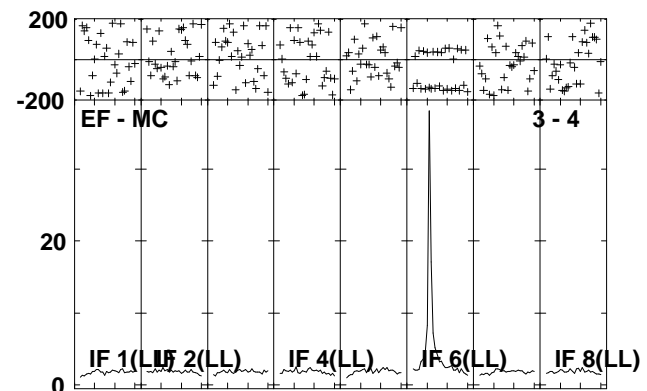 200
-200
EF - MC 3 - 4
20
IF 1(LL) IF 2(LL) IF 4(LL) IF 6(LL) IF 8(LL)
0